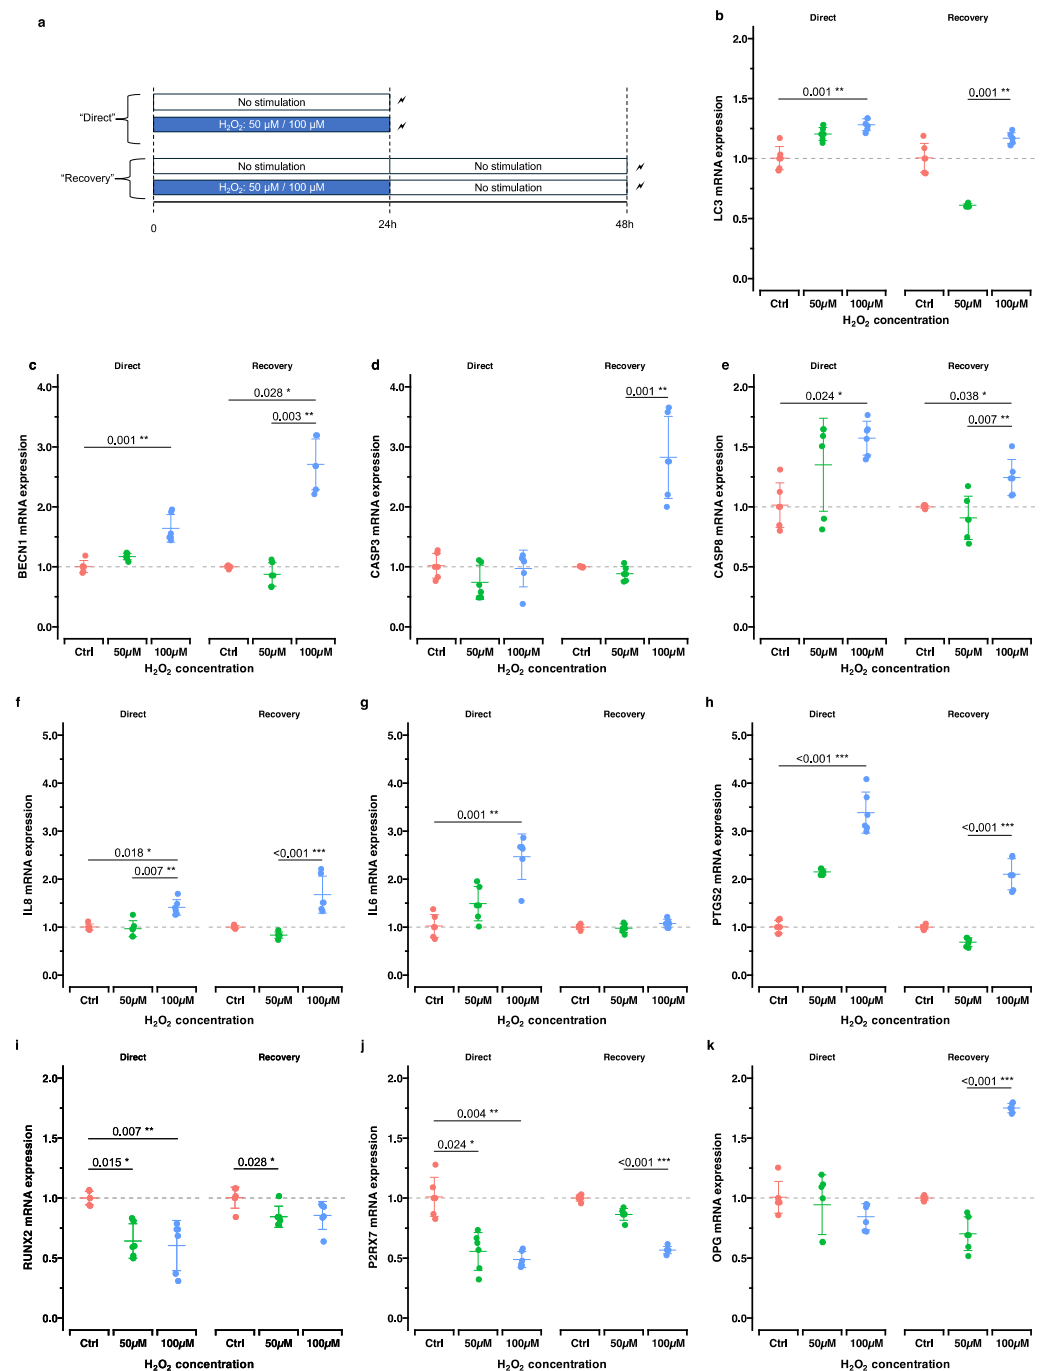 a
No stimulation
"Direct"
H₂O₂: 50 µM / 100 µM
No stimulation No stimulation
"Recovery"
H₂O₂: 50 µM / 100 µM No stimulation
0 24h 48h
b
Direct Recovery
LC3 mRNA expression
2.0
1.5
1.0
0.5
0.0
0.001 ** 0.001 **
Ctrl 50µM 100µM Ctrl 50µM 100µM
H₂O₂ concentration
c
Direct Recovery
BECN1 mRNA expression
4.0
3.0
2.0
1.0
0.0
0.028 *
0.003 **
0.001 **
Ctrl 50µM 100µM Ctrl 50µM 100µM
H₂O₂ concentration
d
Direct Recovery
CASP3 mRNA expression
4.0
3.0
2.0
1.0
0.0
0.001 **
Ctrl 50µM 100µM Ctrl 50µM 100µM
H₂O₂ concentration
e
Direct Recovery
CASP8 mRNA expression
2.0
1.5
1.0
0.5
0.0
0.024 * 0.038 *
0.007 **
Ctrl 50µM 100µM Ctrl 50µM 100µM
H₂O₂ concentration
f
Direct Recovery
IL8 mRNA expression
5.0
4.0
3.0
2.0
1.0
0.0
0.018 * <0.001 ***
0.007 **
Ctrl 50µM 100µM Ctrl 50µM 100µM
H₂O₂ concentration
g
Direct Recovery
IL6 mRNA expression
5.0
4.0
3.0
2.0
1.0
0.0
0.001 **
Ctrl 50µM 100µM Ctrl 50µM 100µM
H₂O₂ concentration
h
Direct Recovery
PTGS2 mRNA expression
5.0
4.0
3.0
2.0
1.0
0.0
<0.001 ***
<0.001 ***
Ctrl 50µM 100µM Ctrl 50µM 100µM
H₂O₂ concentration
i
Direct Recovery
RUNX2 mRNA expression
2.0
1.5
1.0
0.5
0.0
0.007 **
0.015 * 0.028 *
Ctrl 50µM 100µM Ctrl 50µM 100µM
H₂O₂ concentration
j
Direct Recovery
P2RX7 mRNA expression
2.0
1.5
1.0
0.5
0.0
0.004 **
0.024 * <0.001 ***
Ctrl 50µM 100µM Ctrl 50µM 100µM
H₂O₂ concentration
k
Direct Recovery
OPG mRNA expression
2.0
1.5
1.0
0.5
0.0
<0.001 ***
Ctrl 50µM 100µM Ctrl 50µM 100µM
H₂O₂ concentration